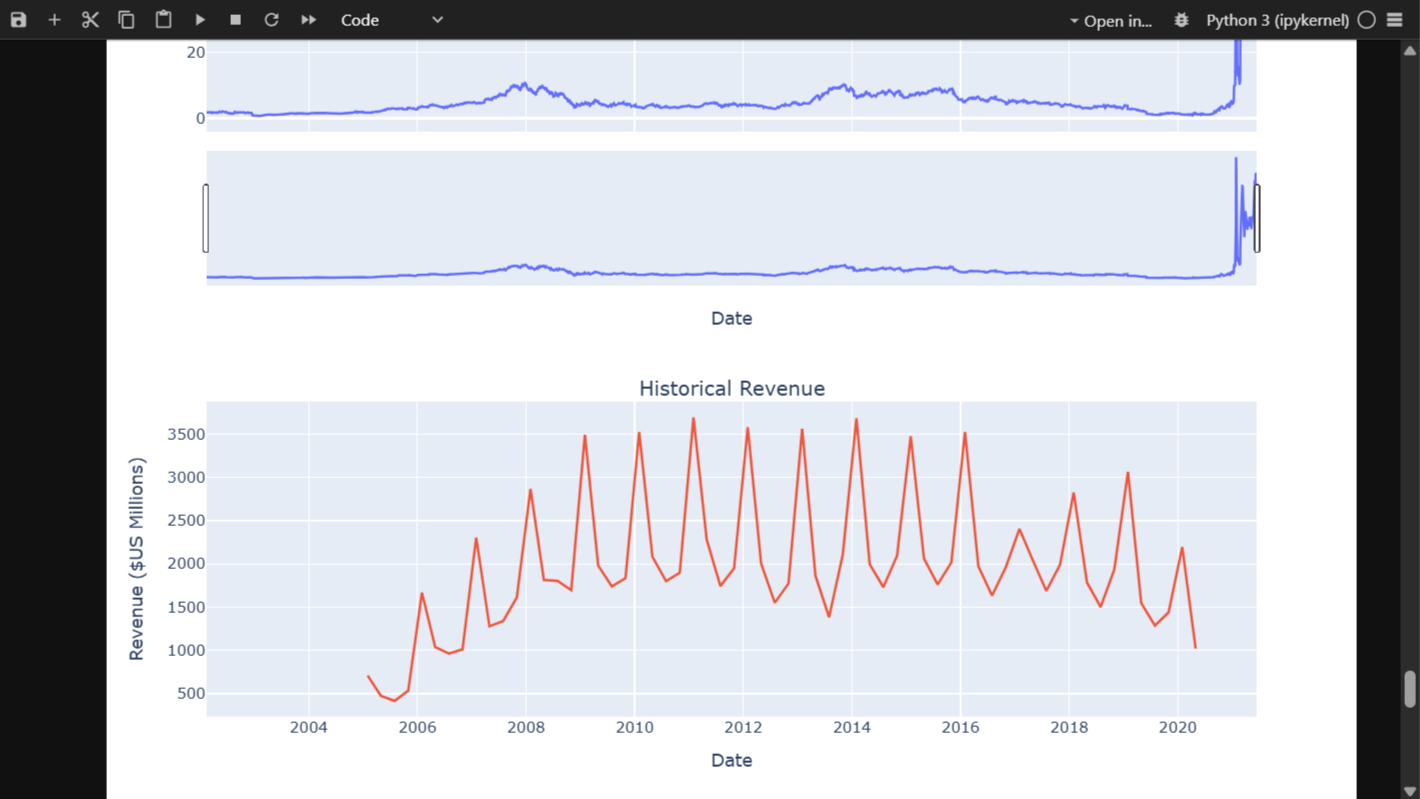 Code
Open in...
Python 3 (ipykernel)
20
0
Date
Historical Revenue
3500
3000
2500
2000
1500
1000
500
Revenue ($US Millions)
2004 2006 2008 2010 2012 2014 2016 2018 2020
Date